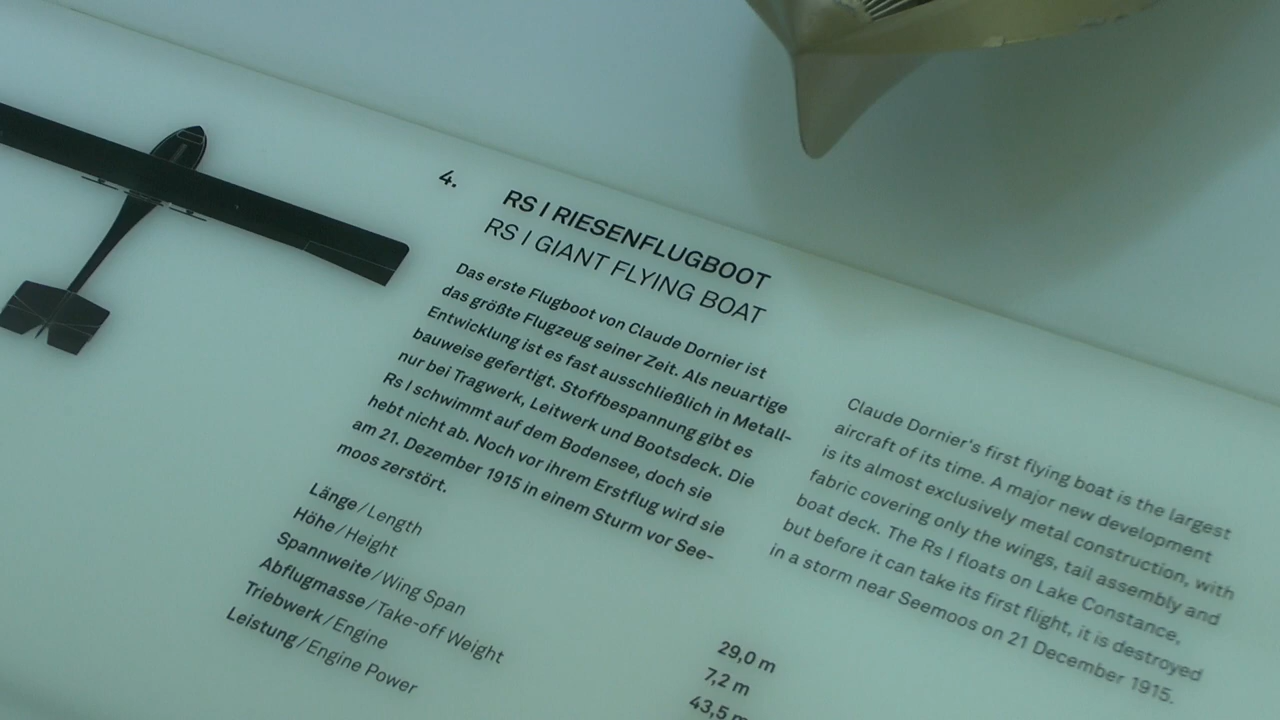 4.
RS I RIESENFLUGBOOT
RS I GIANT FLYING BOAT
Das erste Flugboot von Claude Dornier ist
das größte Flugzeug seiner Zeit. Als neuartige
Entwicklung ist es fast ausschließlich in Metall-
bauweise gefertigt. Stoffbespannung gibt es
nur bei Tragwerk, Leitwerk und Bootsdeck. Die
Rs I schwimmt auf dem Bodensee, doch sie
hebt nicht ab. Noch vor ihrem Erstflug wird sie
am 21. Dezember 1915 in einem Sturm vor See-
moos zerstört.
Claude Dornier's first flying boat is the largest
aircraft of its time. A major new development
is its almost exclusively metal construction, with
fabric covering only the wings, tail assembly and
boat deck. The Rs I floats on Lake Constance,
but before it can take its first flight, it is destroyed
in a storm near Seemoos on 21 December 1915.
Länge / Length
Höhe / Height
Spannweite / Wing Span
Abflugmasse / Take-off Weight
Triebwerk / Engine
Leistung / Engine Power
29,0 m
7,2 m
43,5 m